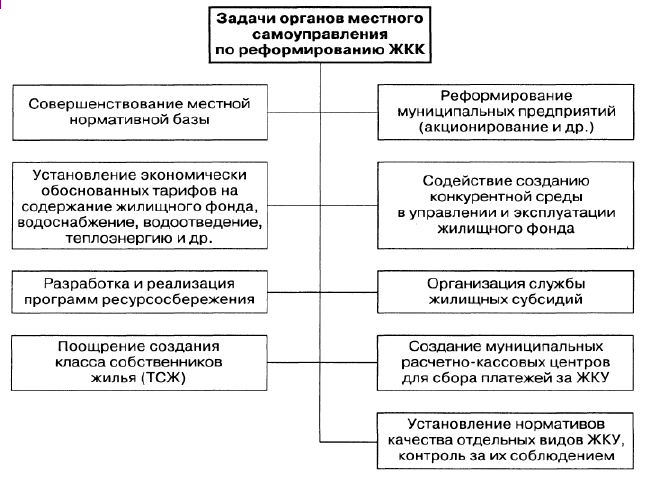 Задачи органов местного
самоуправления
по реформированию ЖКК
Совершенствование местной
нормативной базы
Реформирование
муниципальных предприятий
(акционирование и др.)
Установление экономически
обоснованных тарифов на
содержание жилищного фонда,
водоснабжение, водоотведение,
теплоэнергию и др.
Содействие созданию
конкурентной среды
в управлении и эксплуатации
жилищного фонда
Разработка и реализация
программ ресурсосбережения
Организация службы
жилищных субсидий
Поощрение создания
класса собственников
жилья (ТСЖ)
Создание муниципальных
расчетно-кассовых центров
для сбора платежей за ЖКУ
Установление нормативов
качества отдельных видов ЖКУ,
контроль за их соблюдением